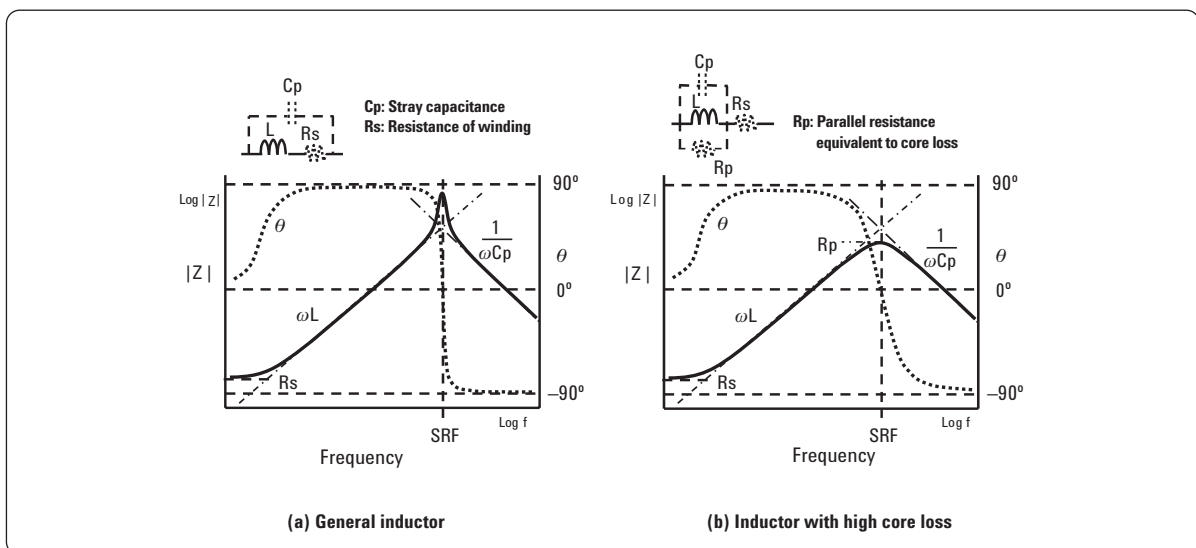 Cp
Cp: Stray capacitance
Rs: Resistance of winding
L
Rs
Log |Z|
90º
θ
1
ωCp
|Z|
θ
0º
ωL
Rs
–90º
Log f
SRF
Frequency
(a) General inductor
Cp
L
Rs
Rp: Parallel resistance
equivalent to core loss
Rp
Log |Z|
90º
θ
Rp
1
ωCp
|Z|
θ
0º
ωL
Rs
–90º
Log f
SRF
Frequency
(b) Inductor with high core loss